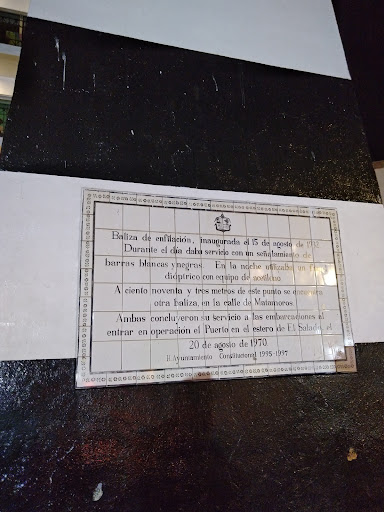 Baliza de enfilación, inaugurada el 15 de agosto de
Durante el día daba servicio con un señalamiento de
barras blancas y negras. En la noche utilizaba un
dióptrico con equipo de acetileno
A ciento noventa y tres metros de este punto se
otra baliza, en la calle de Matamoros.
Ambas concluyeron su servicio a las embarcaciones al
entrar en operación el Puerto en el estero de El Salado, el
20 de agosto de 1970.
H. Ayuntamiento Constitucional 1995-1997